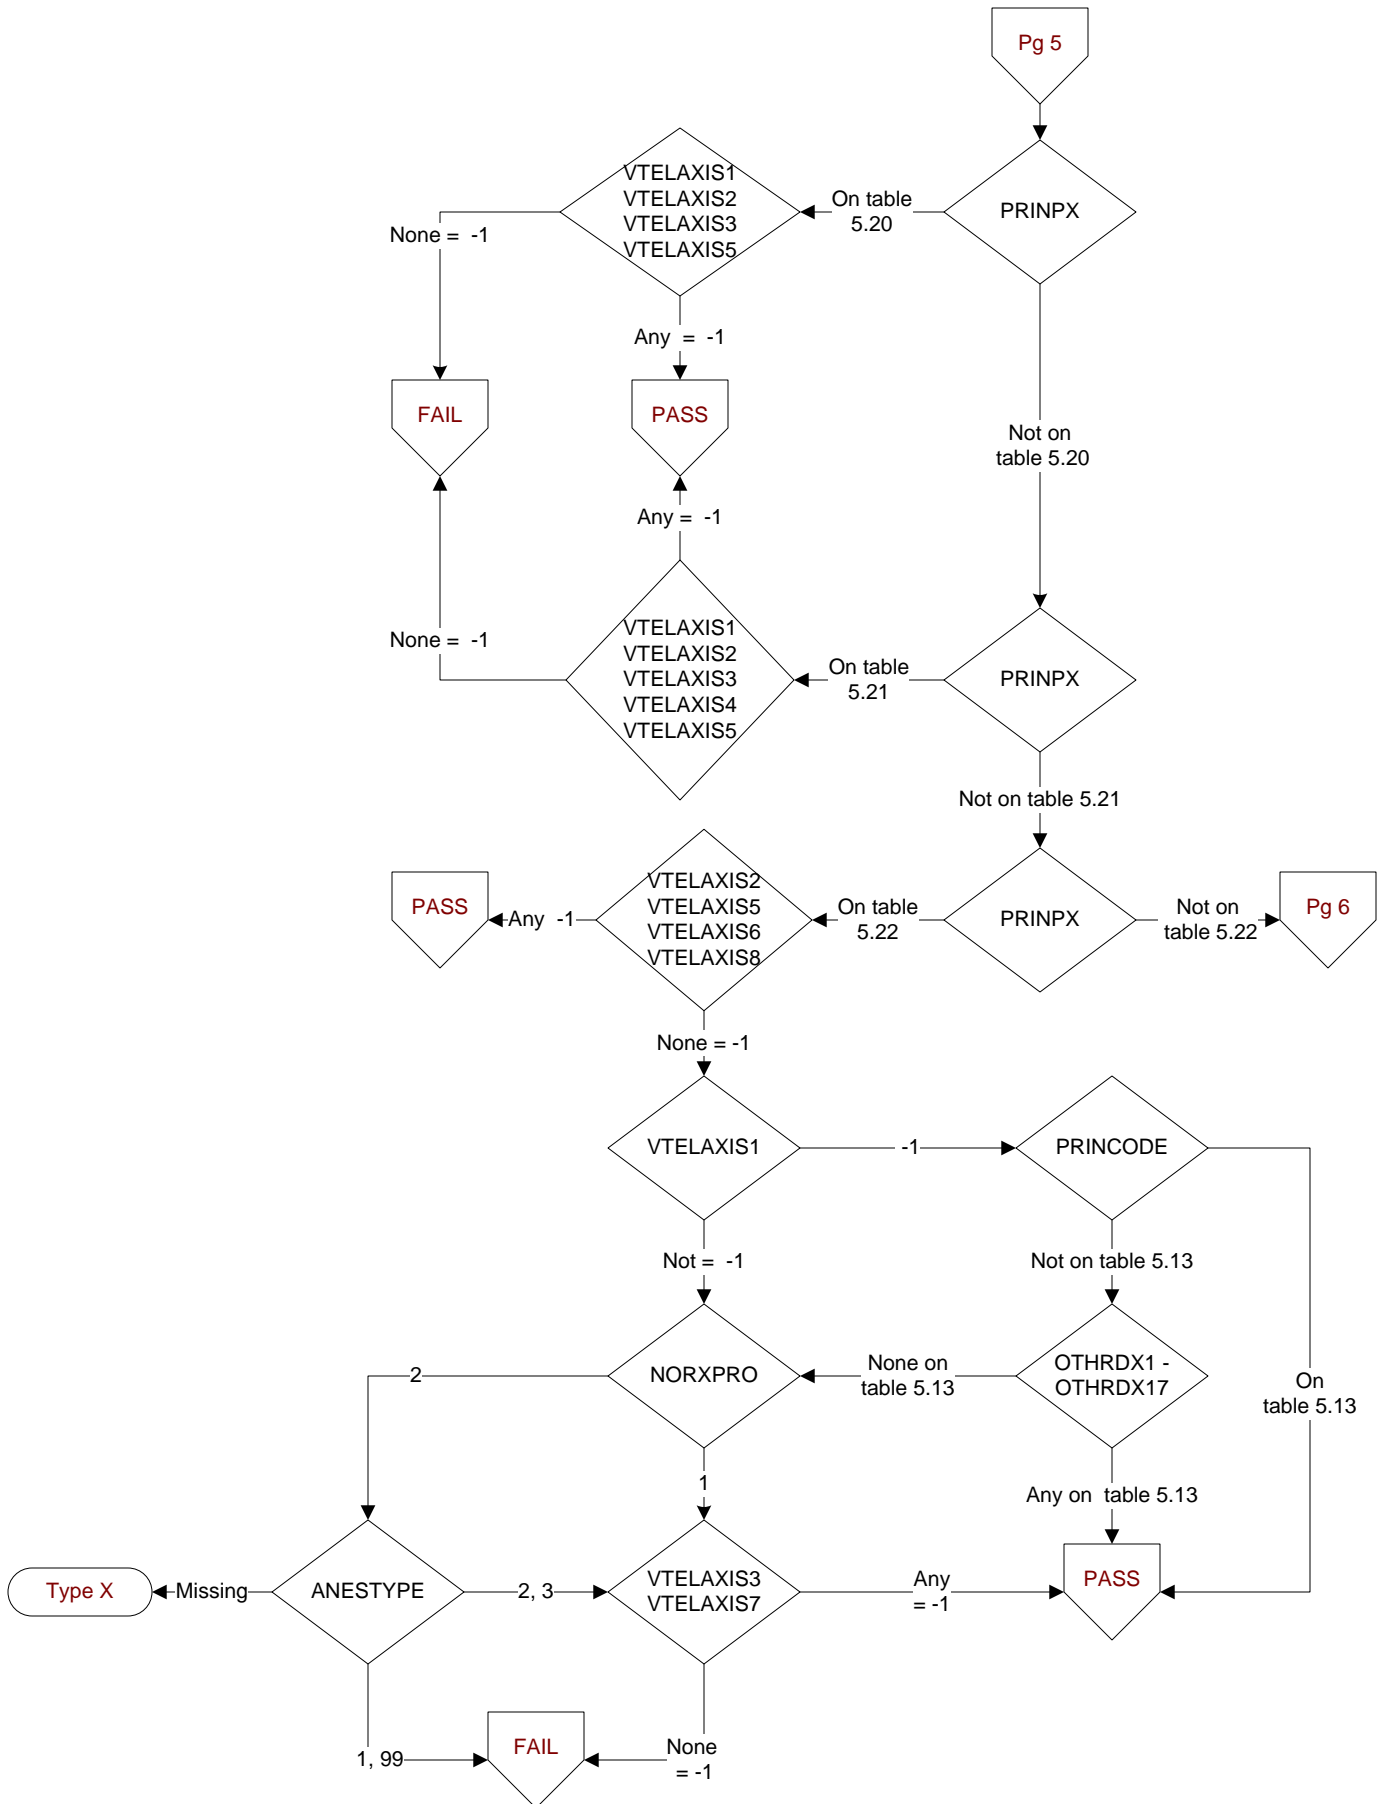 Pg 5
PRINPX
On table
5.20
VTELAXIS1
VTELAXIS2
VTELAXIS3
VTELAXIS5
None = -1
Any = -1
FAIL
PASS
Not on
table 5.20
Any = -1
None = -1
VTELAXIS1
VTELAXIS2
VTELAXIS3
VTELAXIS4
VTELAXIS5
On table
5.21
PRINPX
Not on table 5.21
PASS
Any -1
VTELAXIS2
VTELAXIS5
VTELAXIS6
VTELAXIS8
On table
5.22
PRINPX
Not on
table 5.22
Pg 6
None = -1
VTELAXIS1
-1
PRINCODE
Not = -1
Not on table 5.13
2
NORXPRO
None on
table 5.13
OTHRDX1 -
OTHRDX17
On
table 5.13
1
Any on table 5.13
Type X
Missing
ANESTYPE
2, 3
VTELAXIS3
VTELAXIS7
Any
= -1
PASS
1, 99
FAIL
None
= -1